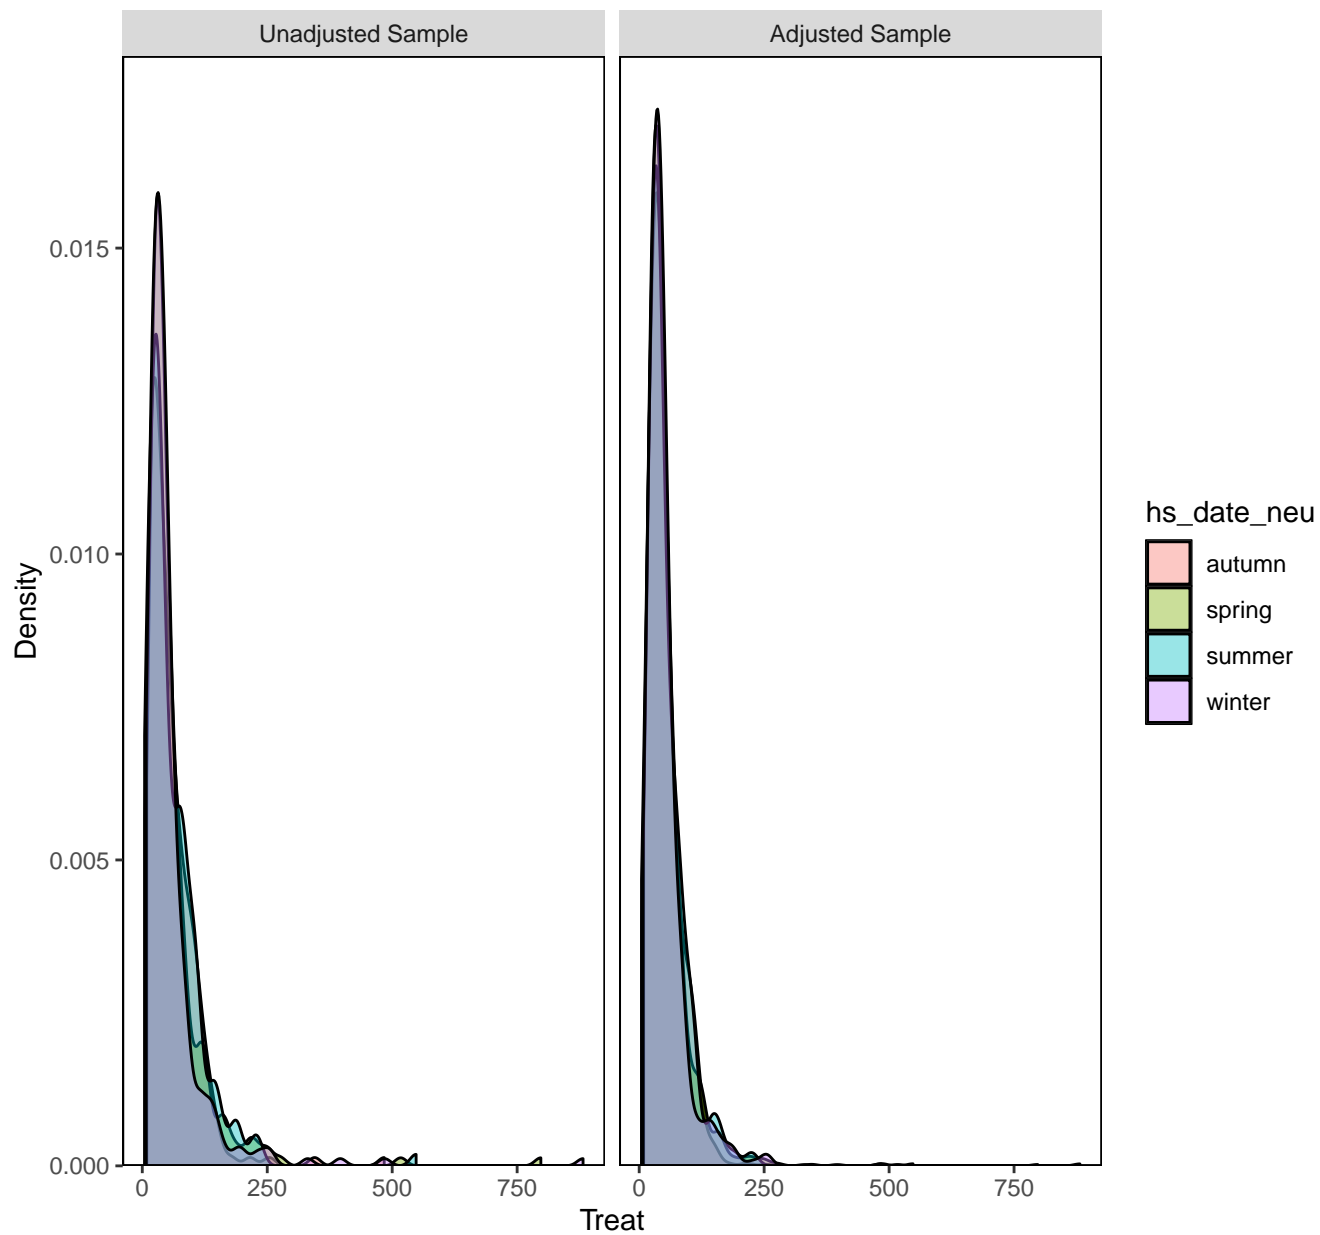 Unadjusted Sample
Adjusted Sample
Density
0.015
0.010
0.005
0.000
0 250 500 750
0 250 500 750
Treat
hs_date_neu
autumn
spring
summer
winter